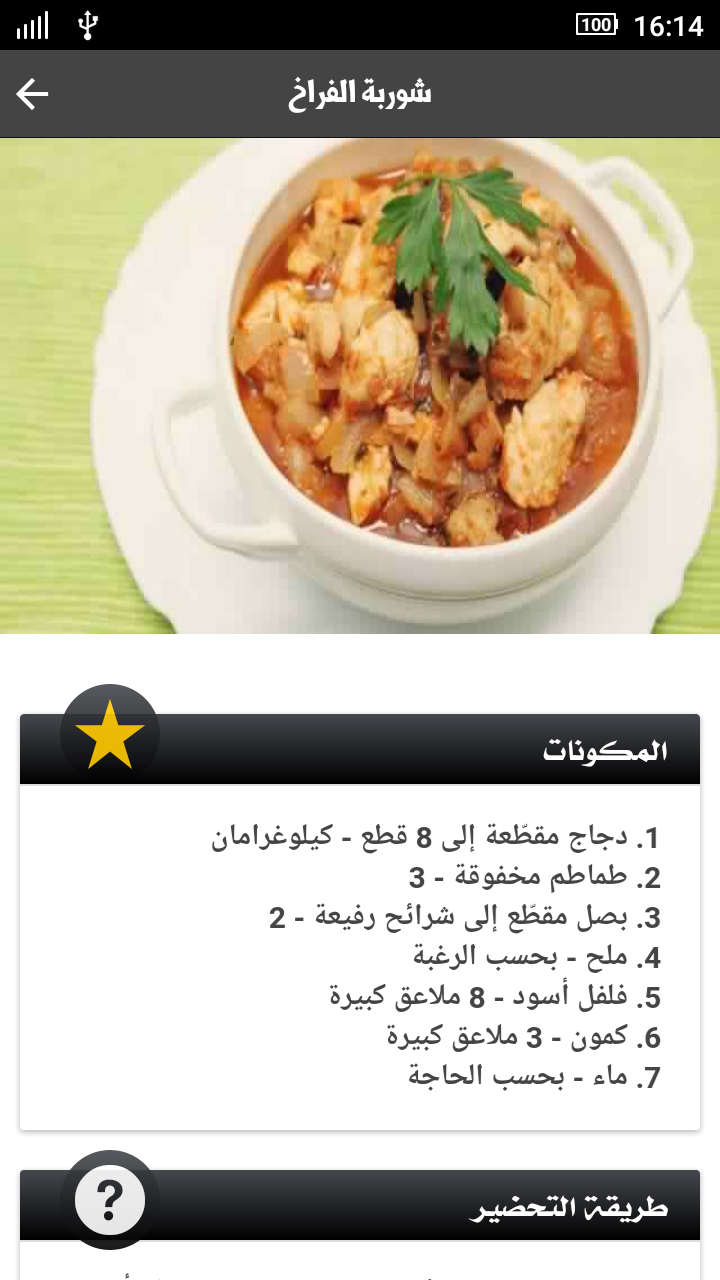 100 16:14
شوربة الفراخ
المكونات
1. دجاج مقطّعة إلى 8 قطع - كيلوغرامان
2. طماطم مخفوقة - 3
3. بصل مقطّع إلى شرائح رفيعة - 2
4. ملح - بحسب الرغبة
5. فلفل أسود - 8 ملاعق كبيرة
6. كمون - 3 ملاعق كبيرة
7. ماء - بحسب الحاجة
?
طريقة التحضير